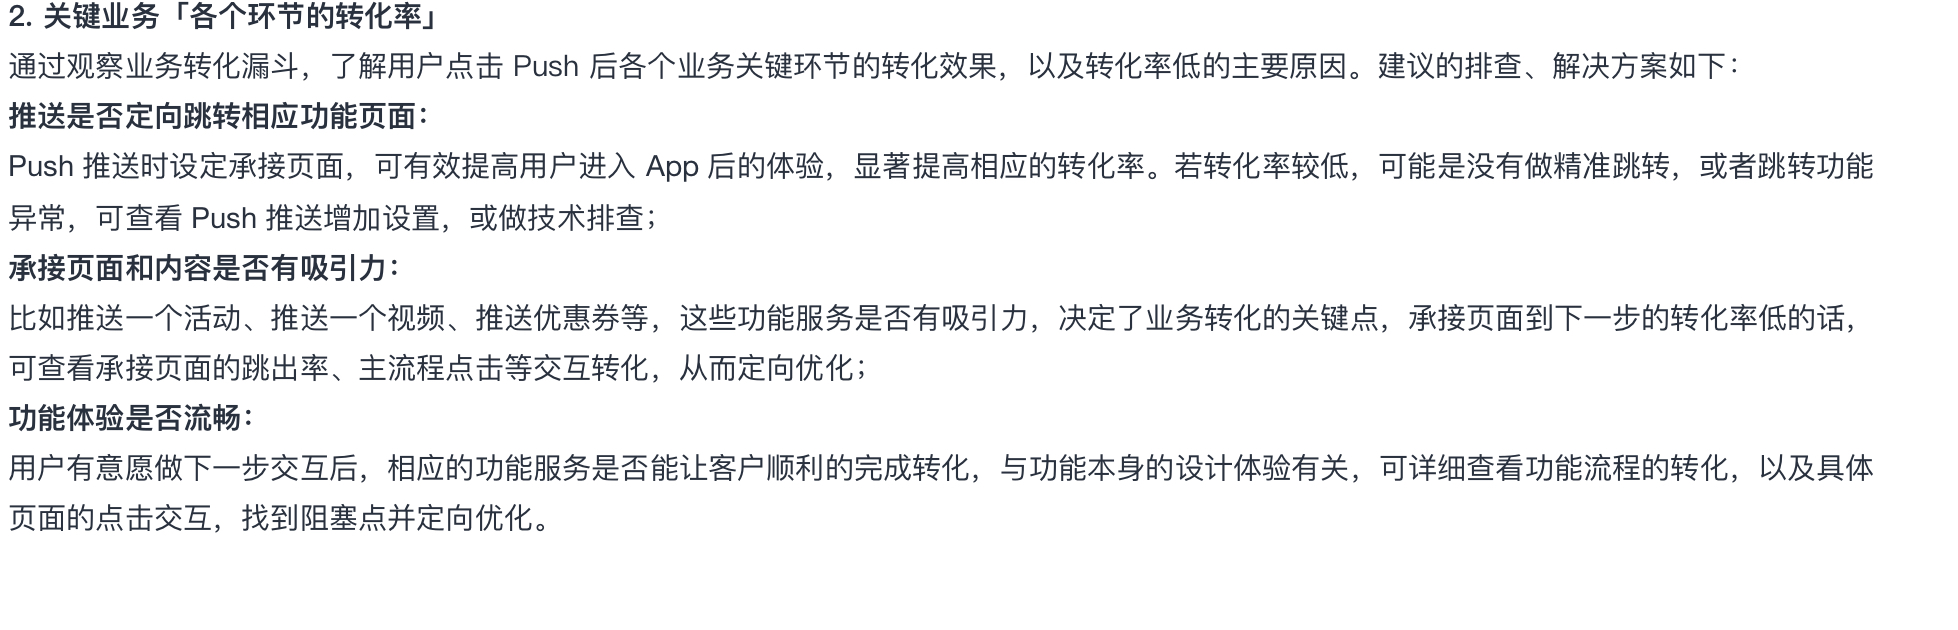 2. 关键业务「各个环节的转化率」
通过观察业务转化漏斗，了解用户点击 Push 后各个业务关键环节的转化效果，以及转化率低的主要原因。建议的排查、解决方案如下：
推送是否定向跳转相应功能页面：
Push 推送时设定承接页面，可有效提高用户进入 App 后的体验，显著提高相应的转化率。若转化率较低，可能是没有做精准跳转，或者跳转功能
异常，可查看 Push 推送增加设置，或做技术排查；
承接页面和内容是否有吸引力：
比如推送一个活动、推送一个视频、推送优惠券等，这些功能服务是否有吸引力，决定了业务转化的关键点，承接页面到下一步的转化率低的话，
可查看承接页面的跳出率、主流程点击等交互转化，从而定向优化；
功能体验是否流畅：
用户有意愿做下一步交互后，相应的功能服务是否能让客户顺利的完成转化，与功能本身的设计体验有关，可详细查看功能流程的转化，以及具体
页面的点击交互，找到阻塞点并定向优化。